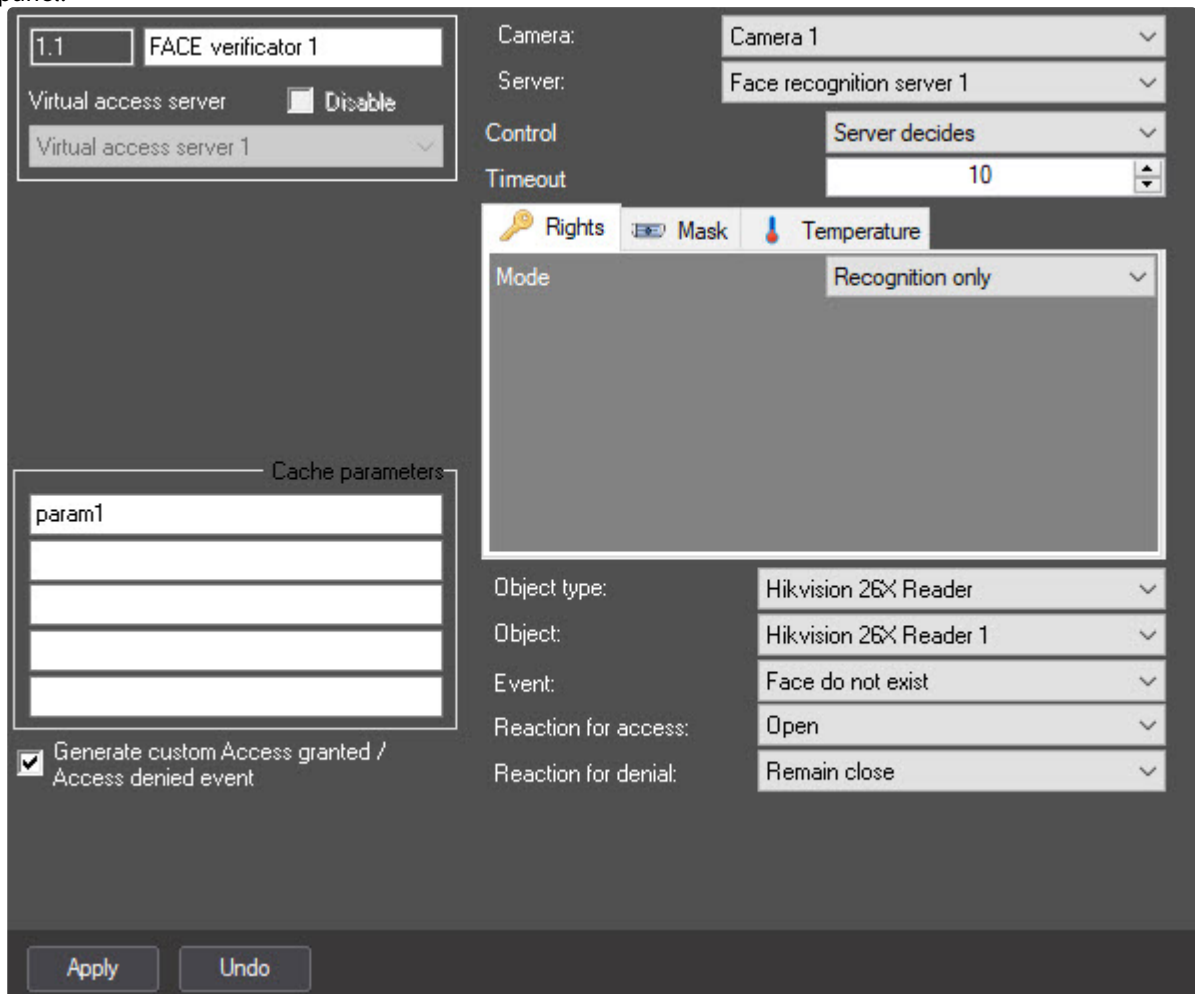 panel.
1.1 FACE verificator 1
Virtual access server Disable
Virtual access server 1
Camera: Camera 1
Server: Face recognition server 1
Control Server decides
Timeout 10
Rights Mask Temperature
Mode Recognition only
Cache parameters
param1
Generate custom Access granted /
Access denied event
Object type: Hikvision 26X Reader
Object: Hikvision 26X Reader 1
Event: Face do not exist
Reaction for access: Open
Reaction for denial: Remain close
Apply Undo